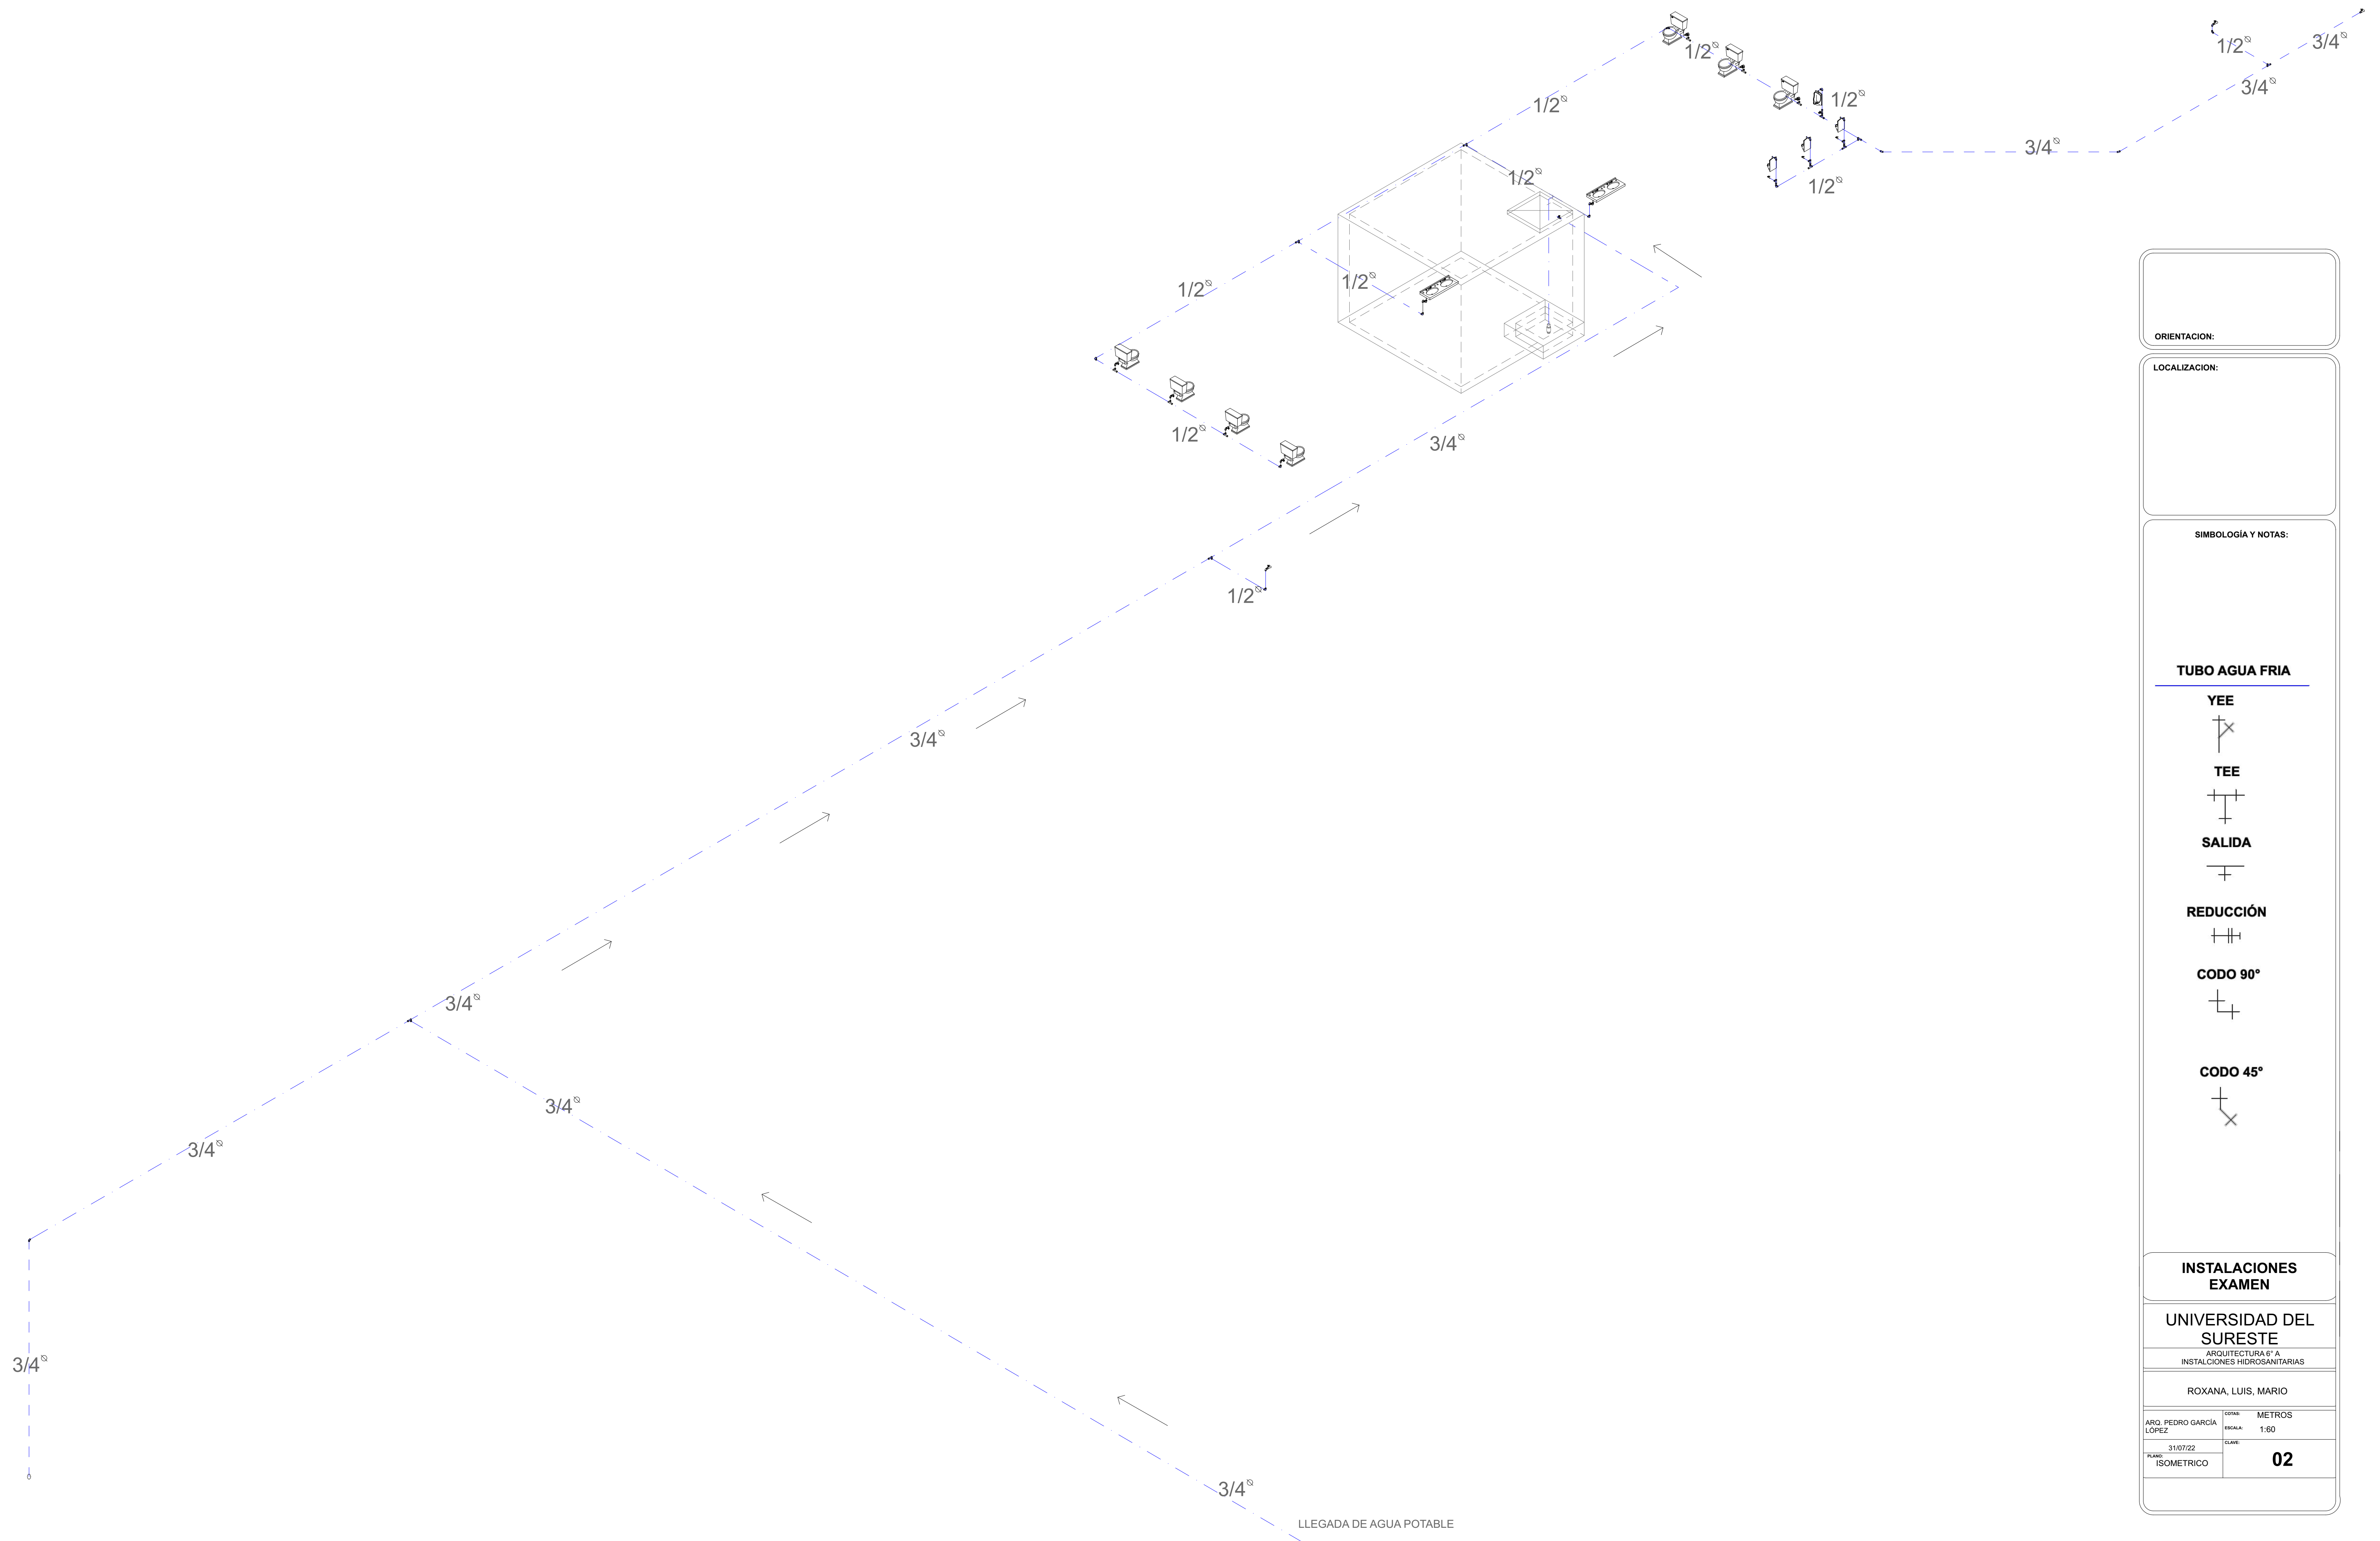 1/2⌀
1/2⌀
3/4⌀
1/2⌀
3/4⌀
1/2⌀
3/4⌀
1/2⌀
1/2⌀
1/2⌀
1/2⌀
1/2⌀
3/4⌀
1/2⌀
3/4⌀
3/4⌀
3/4⌀
3/4⌀
3/4⌀
3/4⌀
LLEGADA DE AGUA POTABLE
ORIENTACION:
LOCALIZACION:
SIMBOLOGÍA Y NOTAS:
TUBO AGUA FRIA
YEE
TEE
SALIDA
REDUCCIÓN
CODO 90°
CODO 45°
INSTALACIONES
EXAMEN
UNIVERSIDAD DEL
SURESTE
ARQUITECTURA 6° A
INSTALCIONES HIDROSANITARIAS
ROXANA, LUIS, MARIO
ARQ. PEDRO GARCÍA
LÓPEZ
COTAS: METROS
ESCALA: 1:60
31/07/22
PLANO:
ISOMETRICO
CLAVE:
02